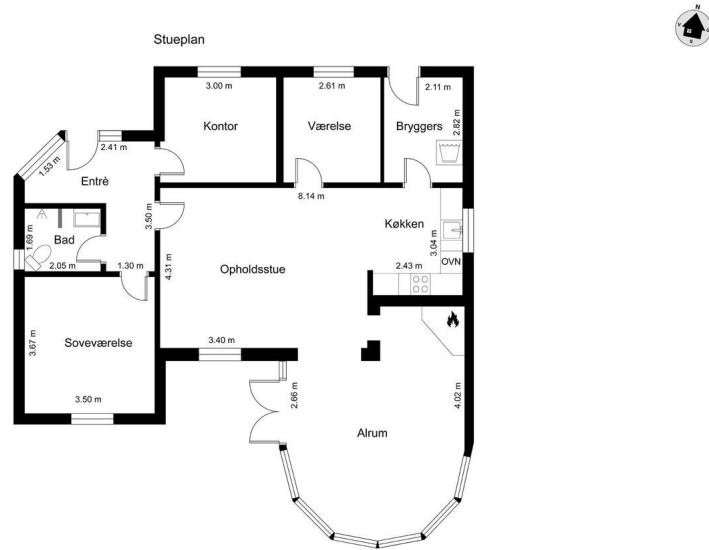 Stueplan
N
V
Ø
S
3.00 m
2.61 m
2.11 m
Kontor
Værelse
Bryggers
2.82 m
2.41 m
1.53 m
Entrè
8.14 m
3.50 m
Køkken
1.69 m
Bad
3.04 m
2.05 m
1.30 m
4.31 m
Opholdsstue
2.43 m
OVN
3.67 m
Soveværelse
3.40 m
3.50 m
2.66 m
4.02 m
Alrum